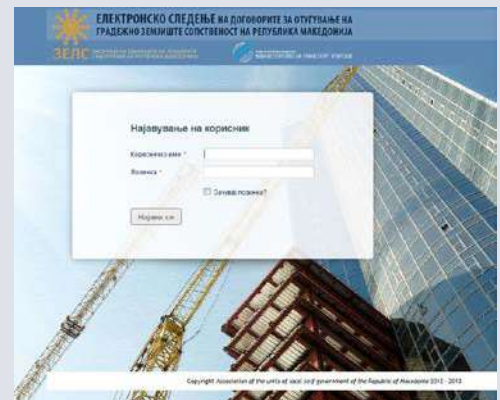 ЕЛЕКТРОНСКО СЛЕДЕЊЕ НА ДОГОВОРИТЕ ЗА ОТУЃУВАЊЕ НА
ГРАДЕЖНО ЗЕМЈИШТЕ СОПСТВЕНОСТ НА РЕПУБЛИКА МАКЕДОНИЈА
ЗЕЛС
Најавување на корисник
Корисничко име *
Лозинка *
Зачувај лозинка?
Најави се
Copyright Association of the units of local self-government of the Republic of Macedonia 2012 - 2013